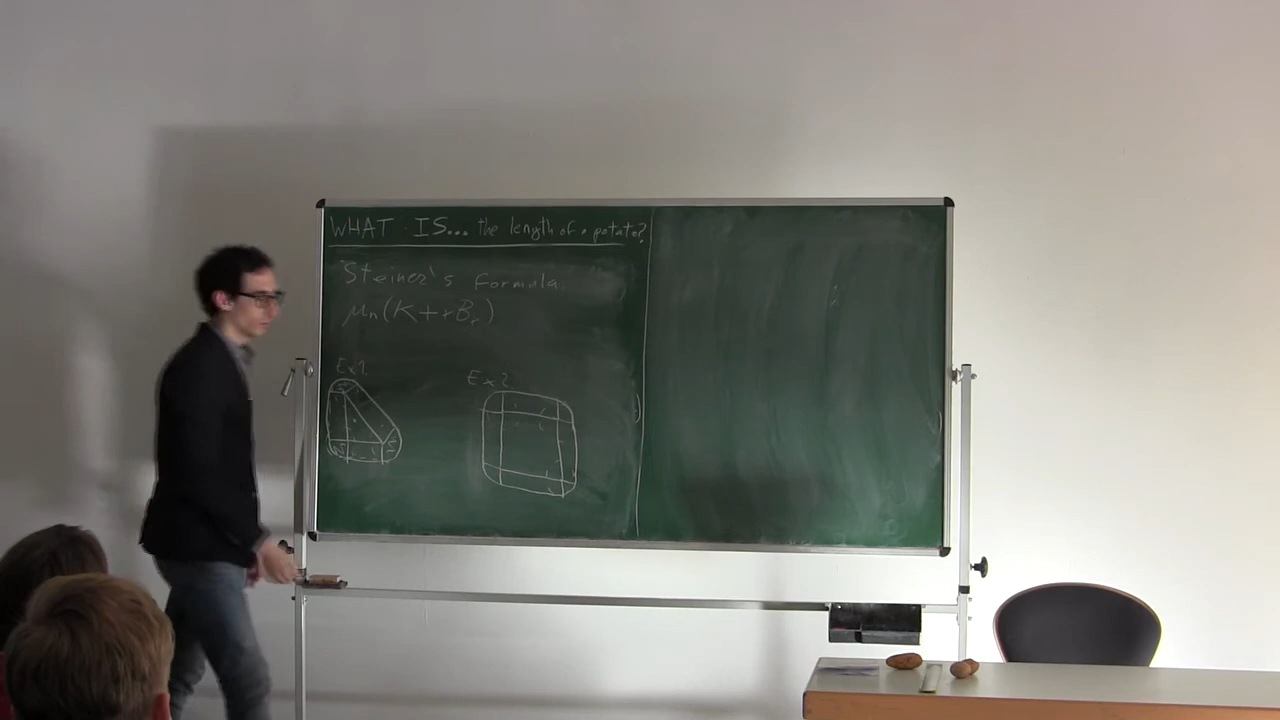 WHAT IS... the length of a potato?
Steiner's Formula
μn(K+rBr)
Ex1.
Ex2